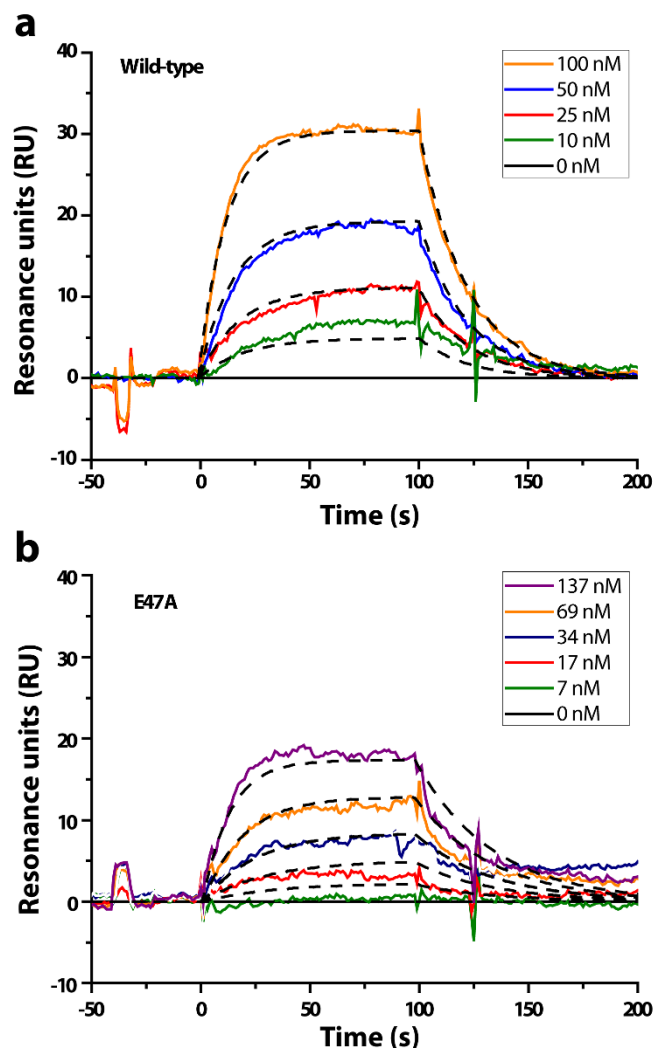 a
40
30
20
10
0
-10
Resonance units (RU)
Wild-type
100 nM
50 nM
25 nM
10 nM
0 nM
-50 0 50 100 150 200
Time (s)
b
40
30
20
10
0
-10
Resonance units (RU)
E47A
137 nM
69 nM
34 nM
17 nM
7 nM
0 nM
-50 0 50 100 150 200
Time (s)